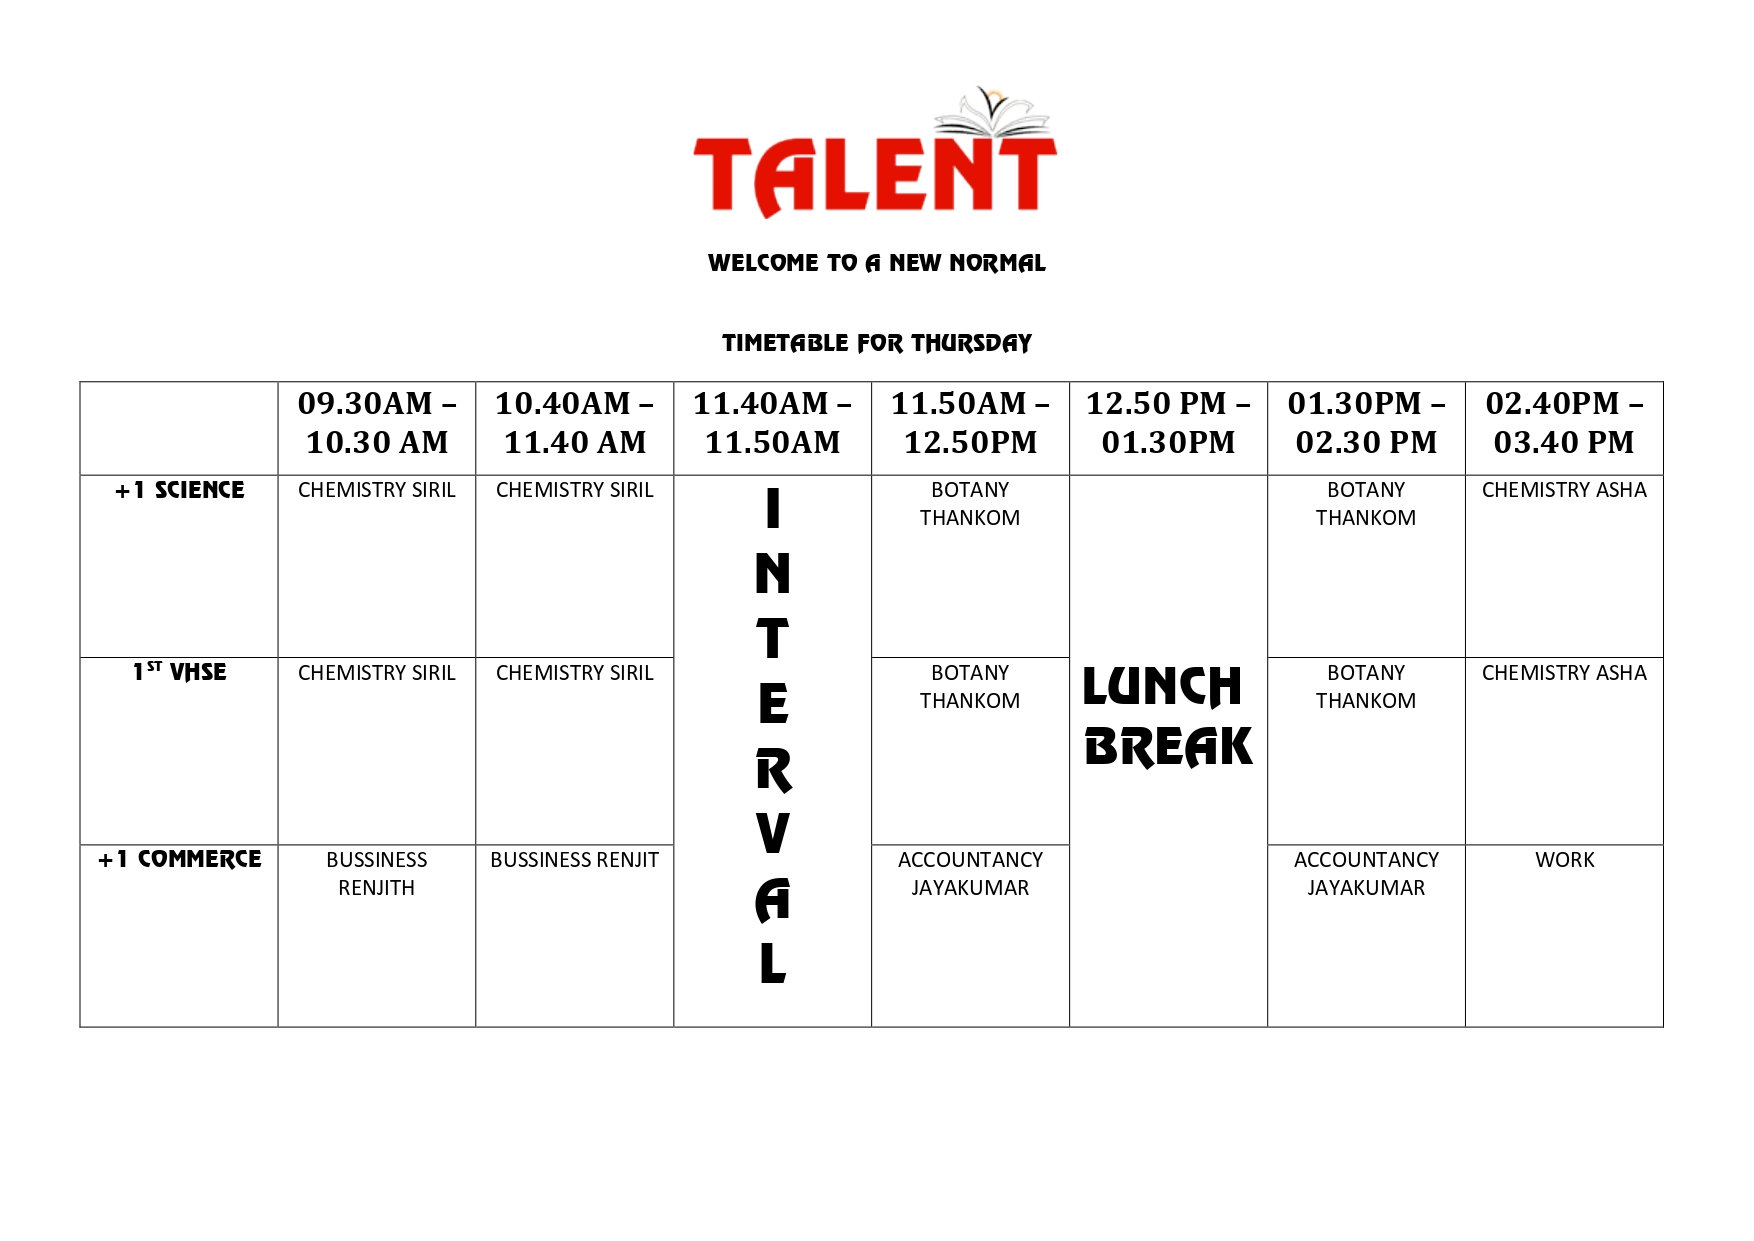 TALENT
WELCOME TO A NEW NORMAL
TIMETABLE FOR THURSDAY
09.30AM –
10.30 AM
10.40AM –
11.40 AM
11.40AM –
11.50AM
11.50AM –
12.50PM
12.50 PM –
01.30PM
01.30PM –
02.30 PM
02.40PM –
03.40 PM
+1 SCIENCE
CHEMISTRY SIRIL
CHEMISTRY SIRIL
I
N
T
E
R
V
A
L
BOTANY
THANKOM
LUNCH
BREAK
BOTANY
THANKOM
CHEMISTRY ASHA
1ST VHSE
CHEMISTRY SIRIL
CHEMISTRY SIRIL
BOTANY
THANKOM
BOTANY
THANKOM
CHEMISTRY ASHA
+1 COMMERCE
BUSSINESS
RENJITH
BUSSINESS RENJIT
ACCOUNTANCY
JAYAKUMAR
ACCOUNTANCY
JAYAKUMAR
WORK